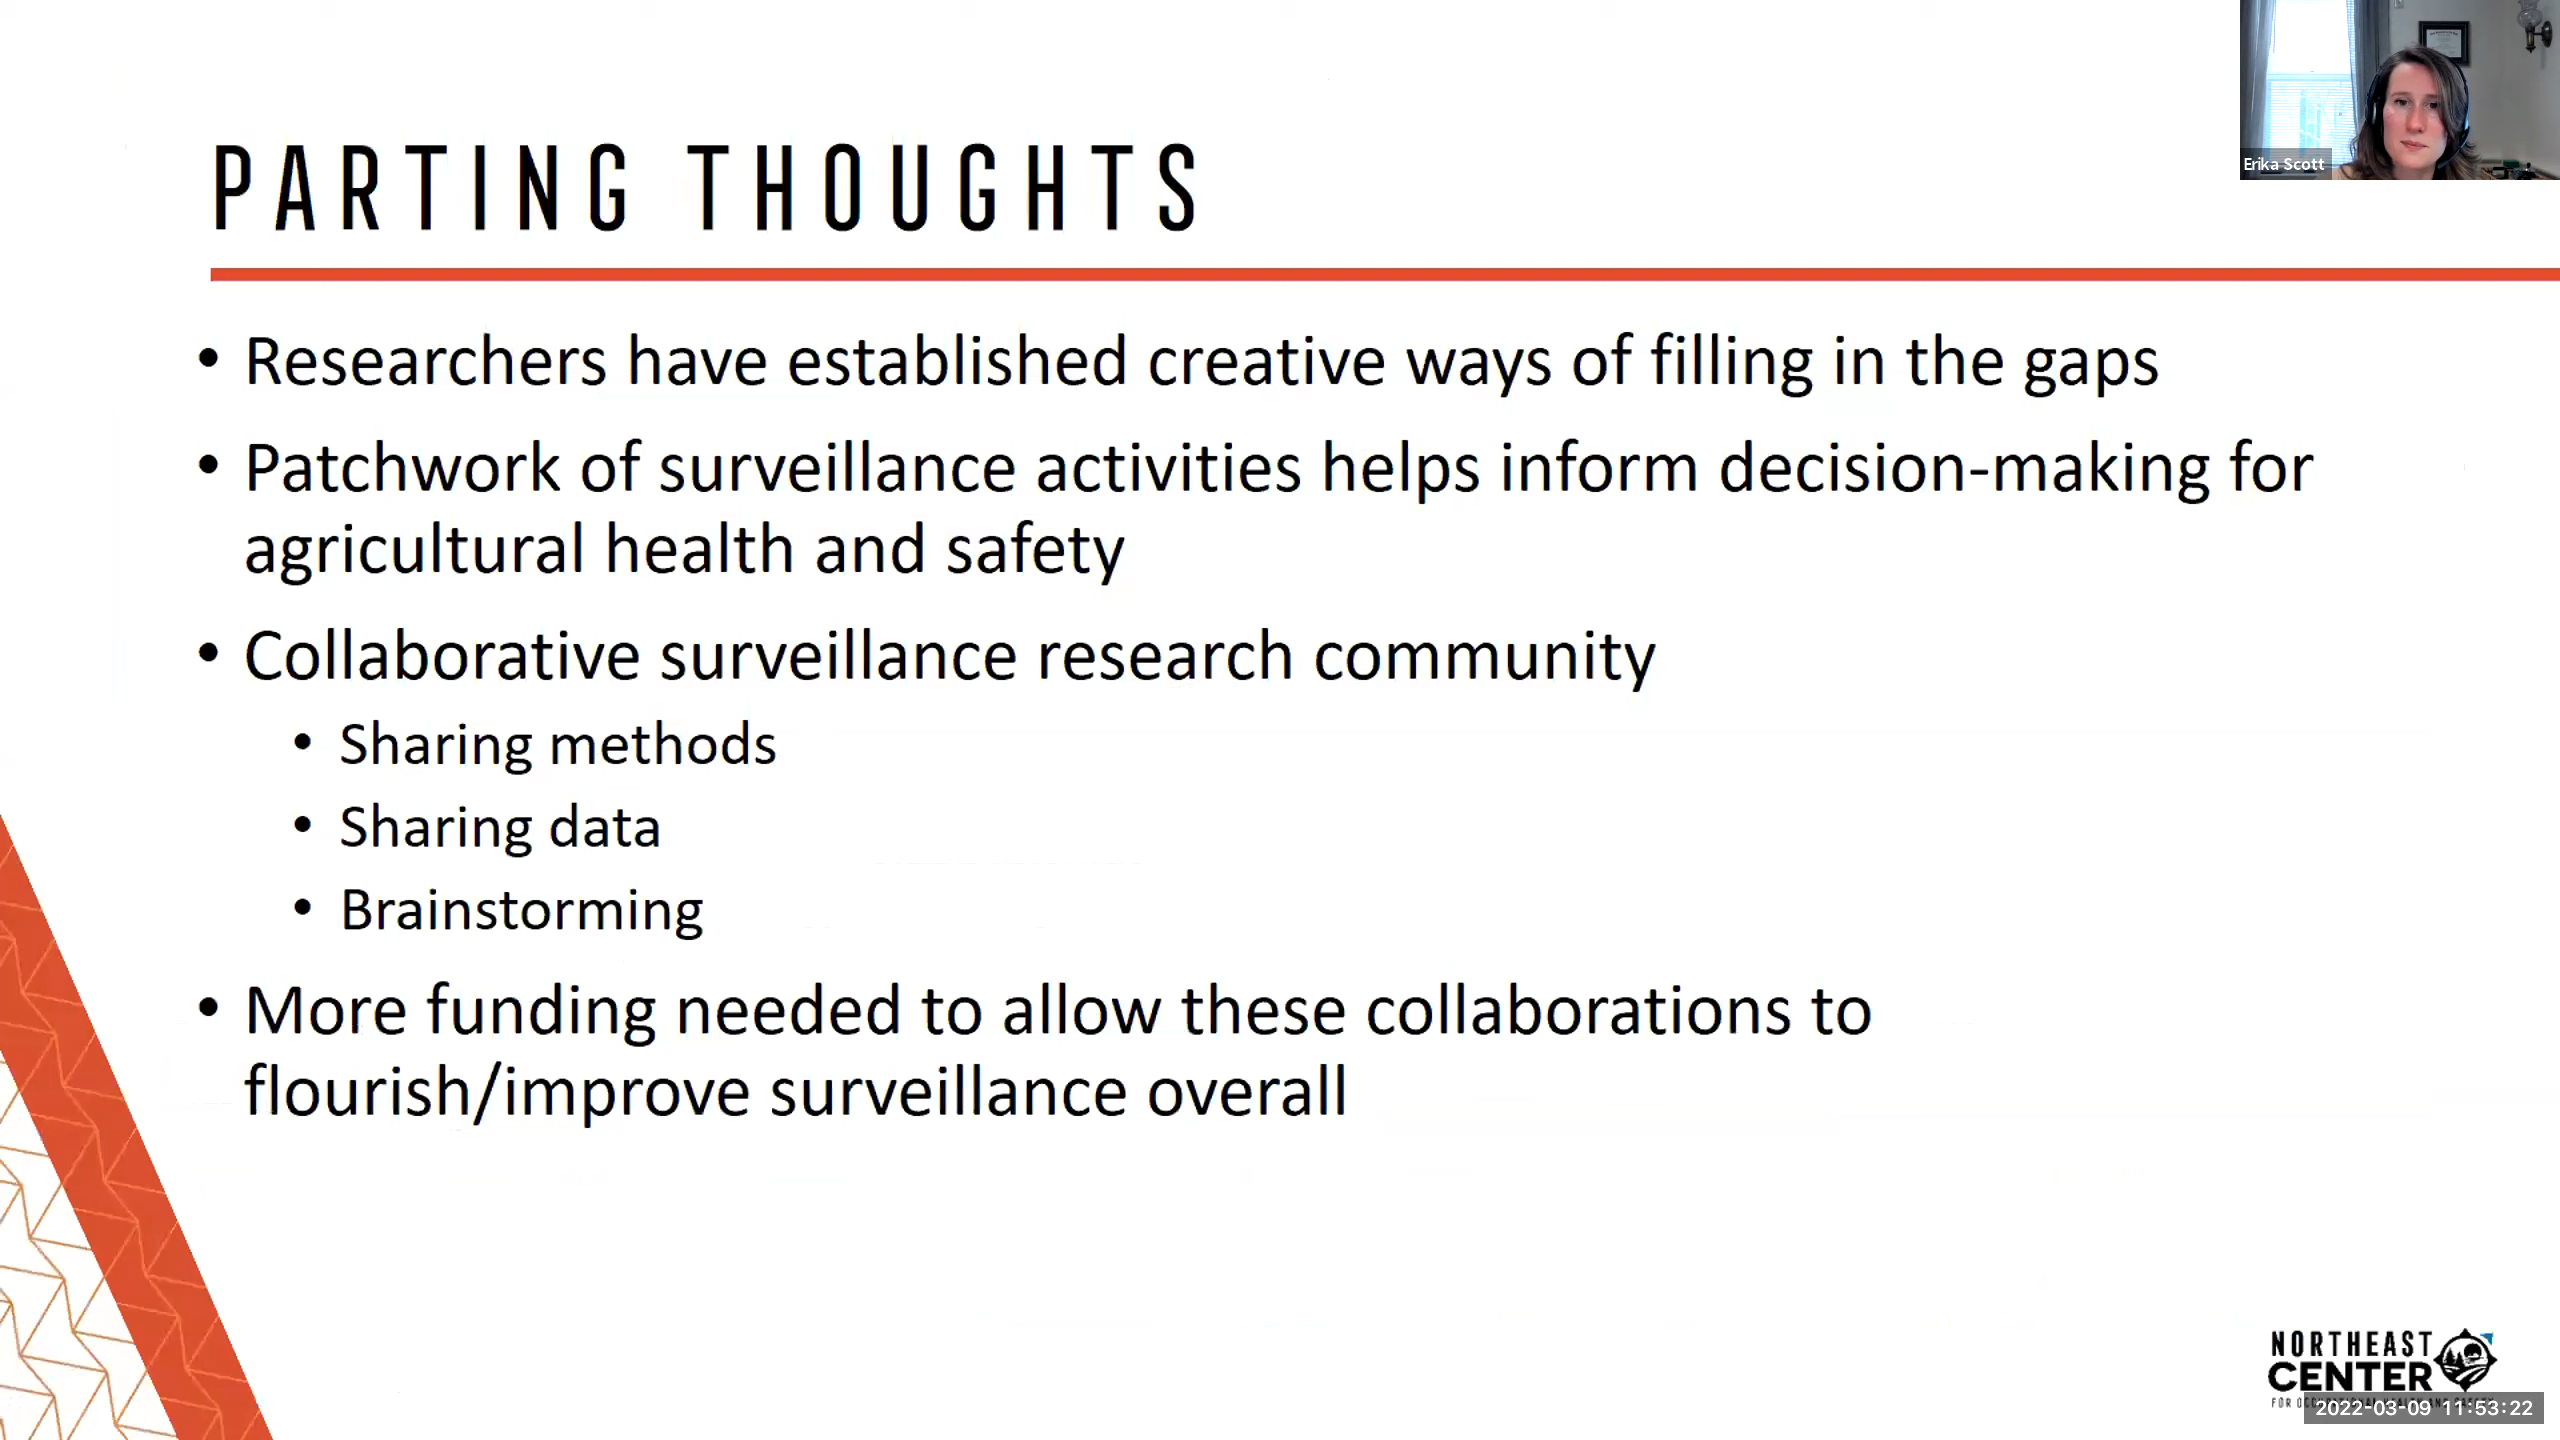 Erika Scott
PARTING THOUGHTS
• Researchers have established creative ways of filling in the gaps
• Patchwork of surveillance activities helps inform decision-making for
agricultural health and safety
• Collaborative surveillance research community
• Sharing methods
• Sharing data
• Brainstorming
• More funding needed to allow these collaborations to
flourish/improve surveillance overall
NORTHEAST
CENTER
2022-03-09 11:53:22